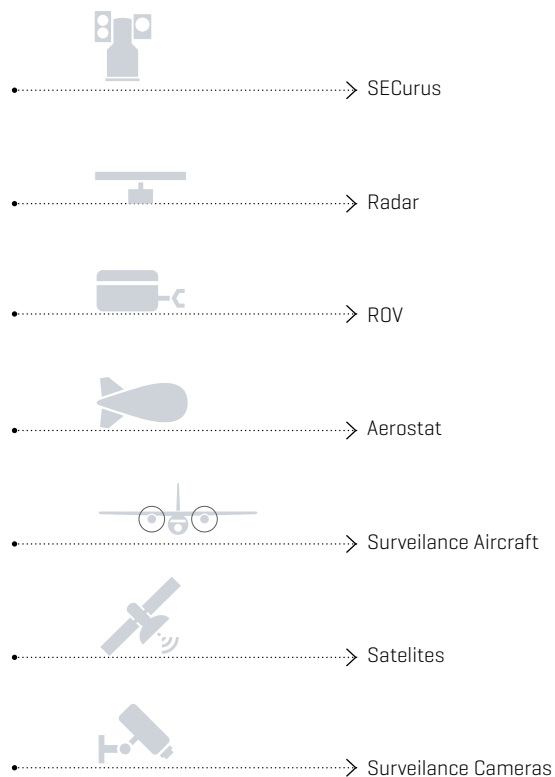 SECurus
Radar
ROV
Aerostat
Surveilance Aircraft
Satelites
Surveilance Cameras